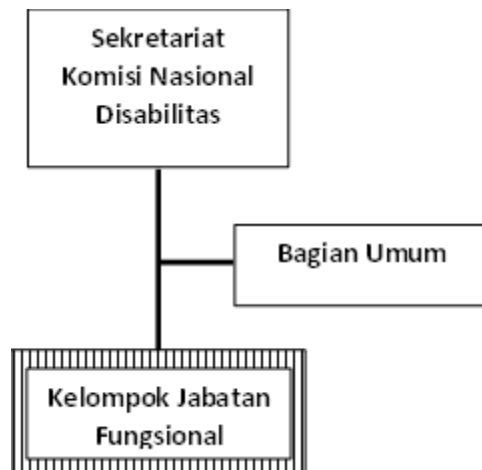 Sekretariat
Komisi Nasional
Disabilitas
Bagian Umum
Kelompok Jabatan
Fungsional